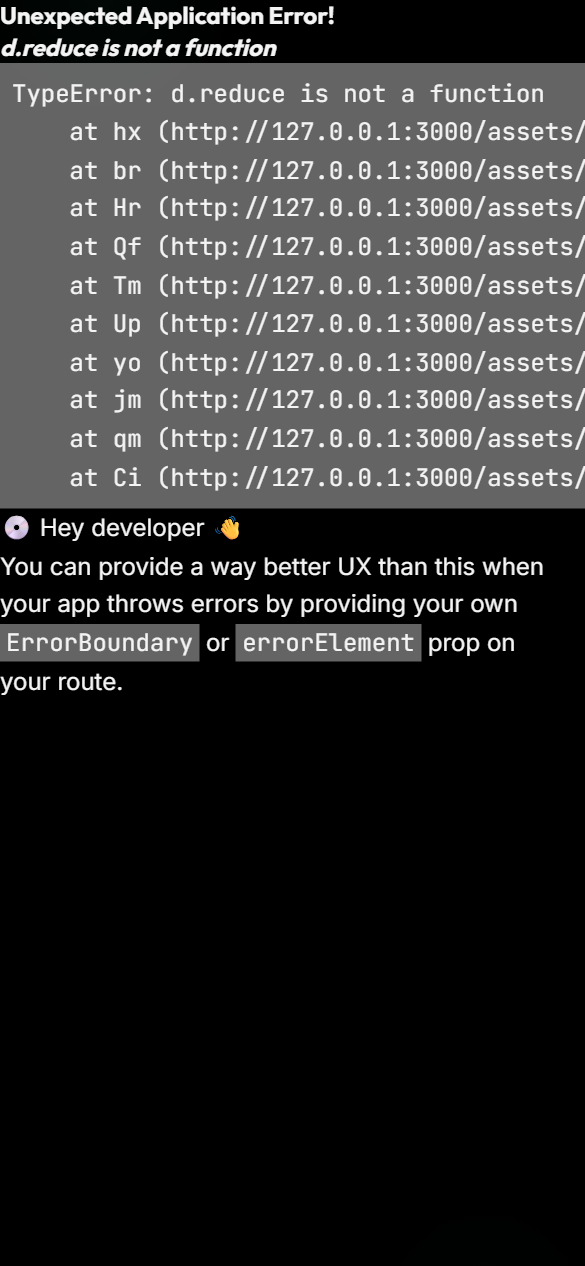 Unexpected Application Error!
d.reduce is not a function
TypeError: d.reduce is not a function
at hx (http://127.0.0.1:3000/assets/
at br (http://127.0.0.1:3000/assets/
at Hr (http://127.0.0.1:3000/assets/
at Qf (http://127.0.0.1:3000/assets/
at Tm (http://127.0.0.1:3000/assets/
at Up (http://127.0.0.1:3000/assets/
at yo (http://127.0.0.1:3000/assets/
at jm (http://127.0.0.1:3000/assets/
at qm (http://127.0.0.1:3000/assets/
at Ci (http://127.0.0.1:3000/assets/
💿 Hey developer 👋
You can provide a way better UX than this when
your app throws errors by providing your own
ErrorBoundary or errorElement prop on
your route.